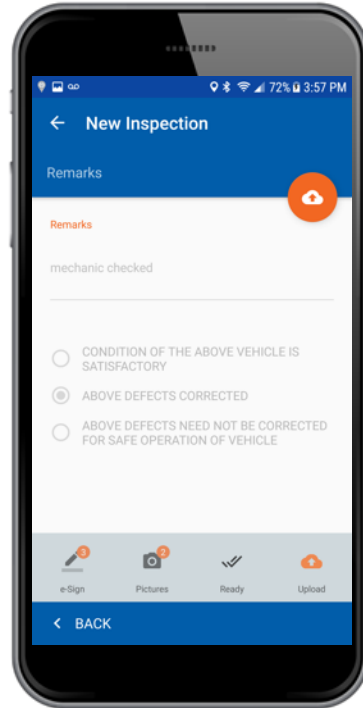 72% 3:57 PM
New Inspection
Remarks
Remarks
mechanic checked
CONDITION OF THE ABOVE VEHICLE IS
SATISFACTORY
ABOVE DEFECTS CORRECTED
ABOVE DEFECTS NEED NOT BE CORRECTED
FOR SAFE OPERATION OF VEHICLE
3 2
e-Sign Pictures Ready Upload
BACK